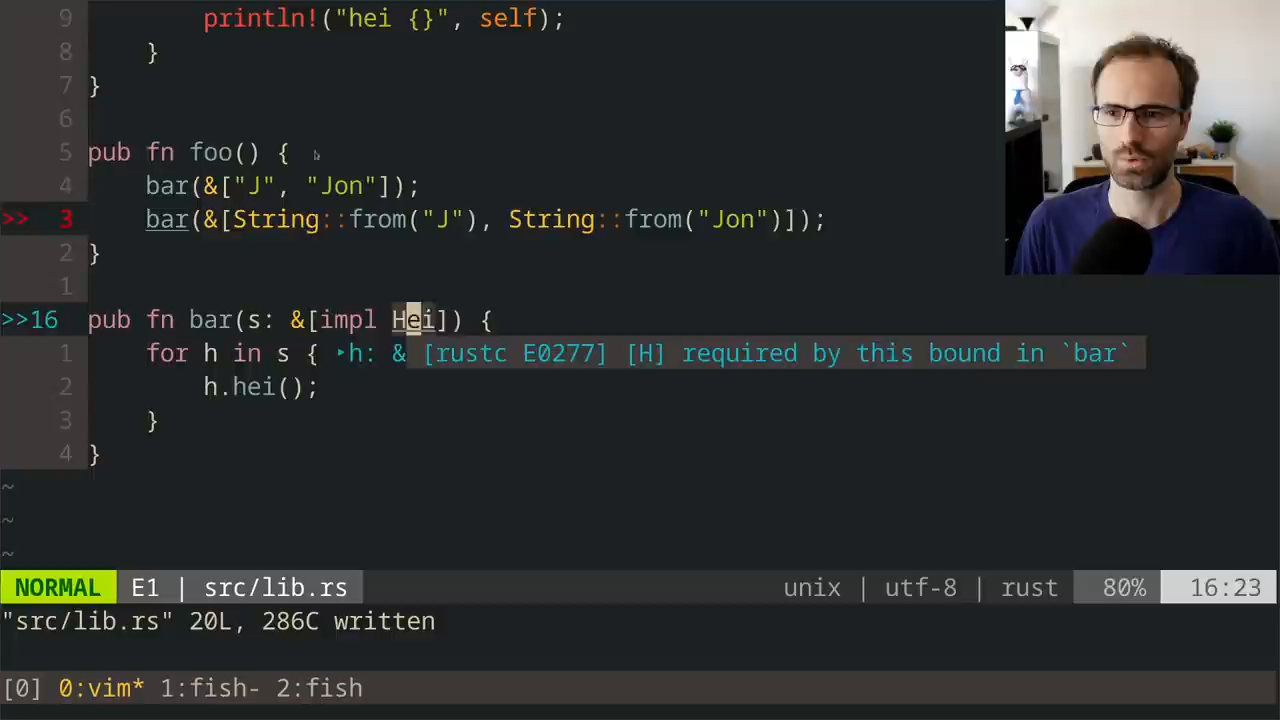 9 println!("hei {}", self);
8 }
7 }
6
5 pub fn foo() {
4 bar(&["J", "Jon"]);
>> 3 bar(&[String::from("J"), String::from("Jon")]);
2 }
1
>>16 pub fn bar(s: &[impl Hei]) {
1 for h in s { ‣h: & [rustc E0277] [H] required by this bound in `bar`
2 h.hei();
3 }
4 }
~
~
~
NORMAL E1 | src/lib.rs unix | utf-8 | rust 80% 16:23
"src/lib.rs" 20L, 286C written
[0] 0:vim* 1:fish- 2:fish